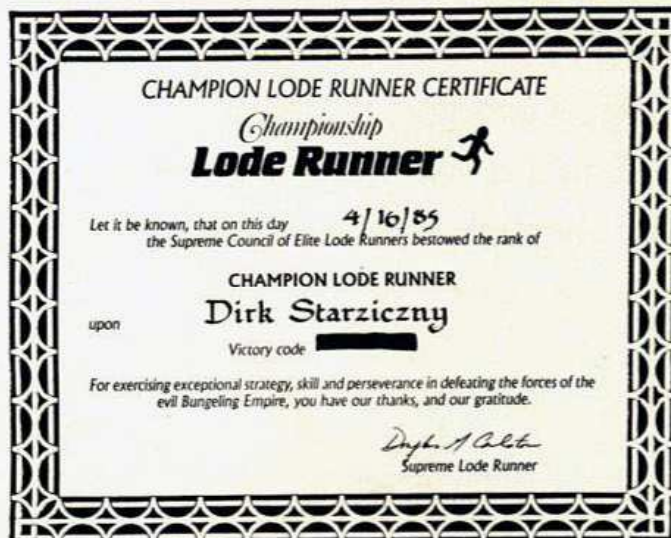 CHAMPION LODE RUNNER CERTIFICATE
Championship
Lode Runner
Let it be known, that on this day 4/16/85
the Supreme Council of Elite Lode Runners bestowed the rank of
CHAMPION LODE RUNNER
upon Dirk Starziczny
Victory code
For exercising exceptional strategy, skill and perseverance in defeating the forces of the
evil Bungeling Empire, you have our thanks, and our gratitude.
Supreme Lode Runner